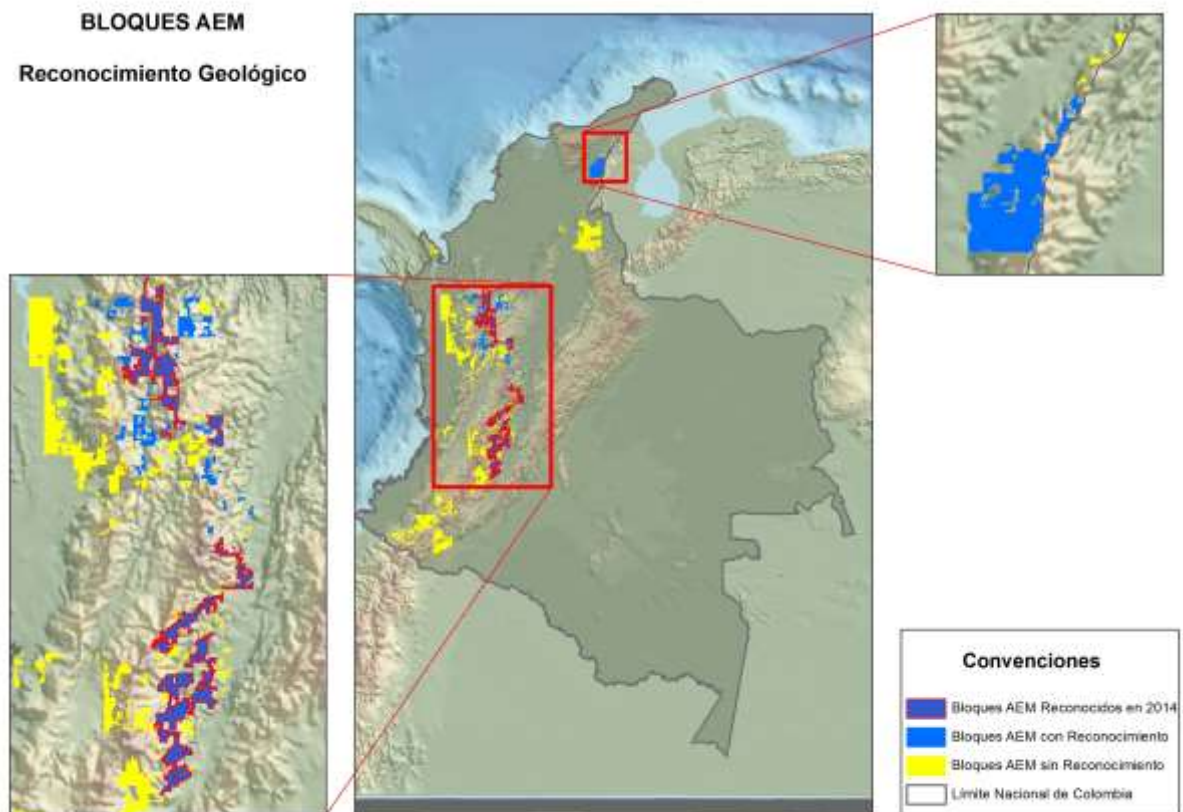 BLOQUES AEM
Reconocimiento Geológico
Convenciones
Bloques AEM Reconocidos en 2014
Bloques AEM con Reconocimiento
Bloques AEM sin Reconocimiento
Límite Nacional de Colombia